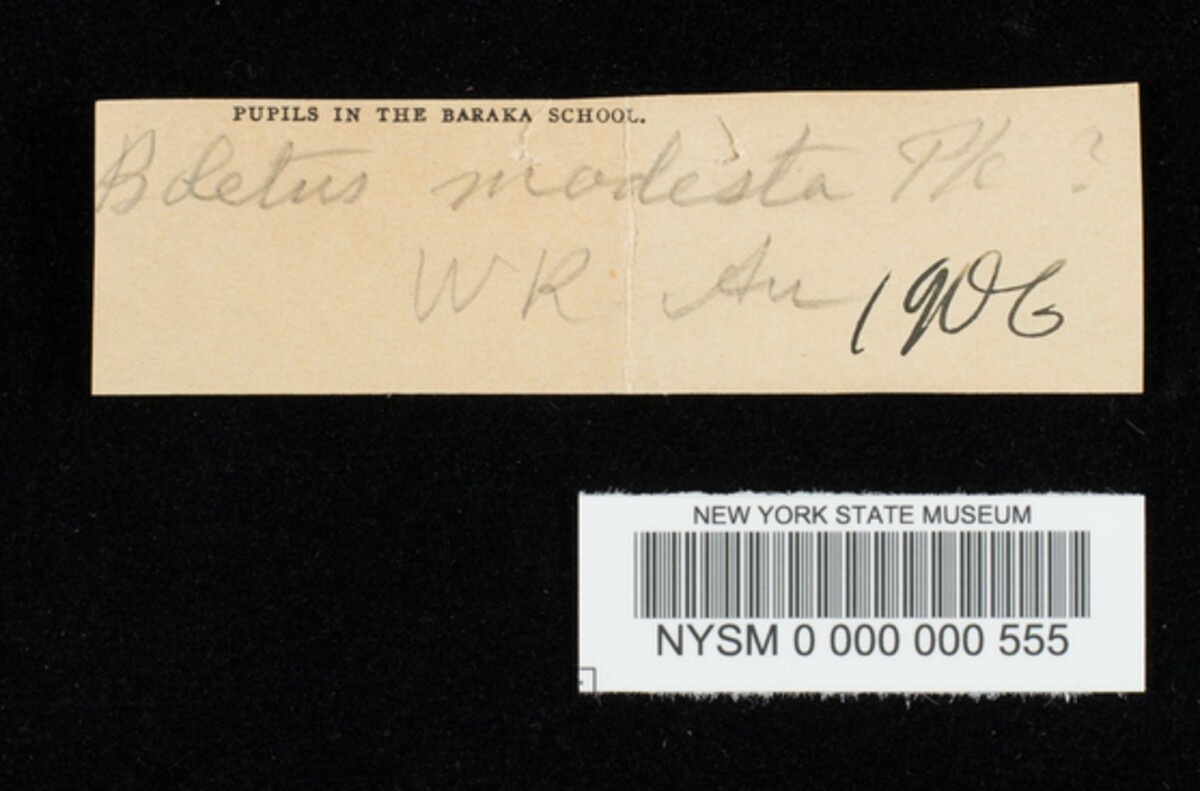 PUPILS IN THE BARAKA SCHOOL.
Boletus modesta Pk ?
WR Au 1906
NEW YORK STATE MUSEUM
NYSM 0 000 000 555